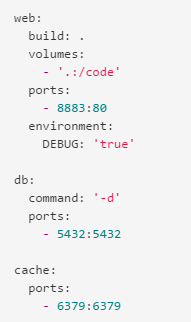 web:
  build: .
  volumes:
    - '.:/code'
  ports:
    - 8883:80
  environment:
    DEBUG: 'true'

db:
  command: '-d'
  ports:
    - 5432:5432

cache:
  ports:
    - 6379:6379